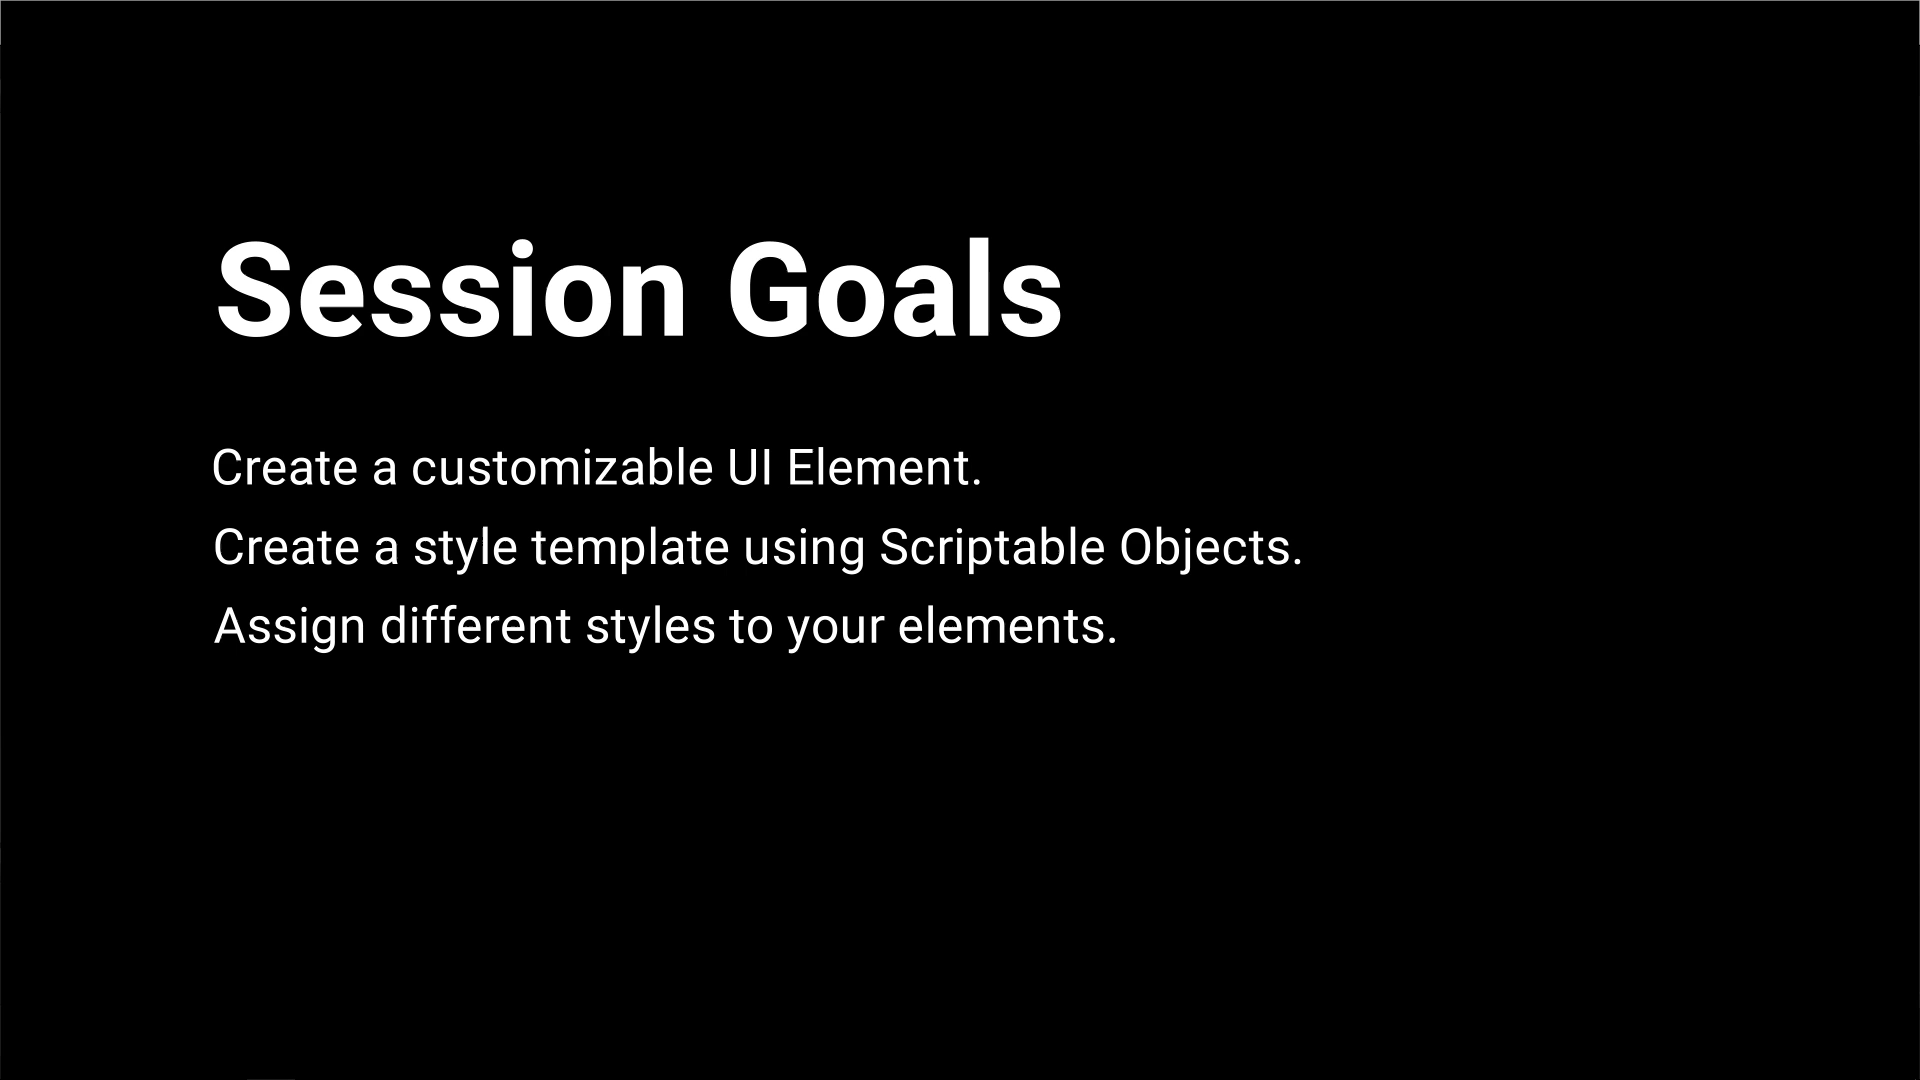 Session Goals
Create a customizable UI Element.
Create a style template using Scriptable Objects.
Assign different styles to your elements.